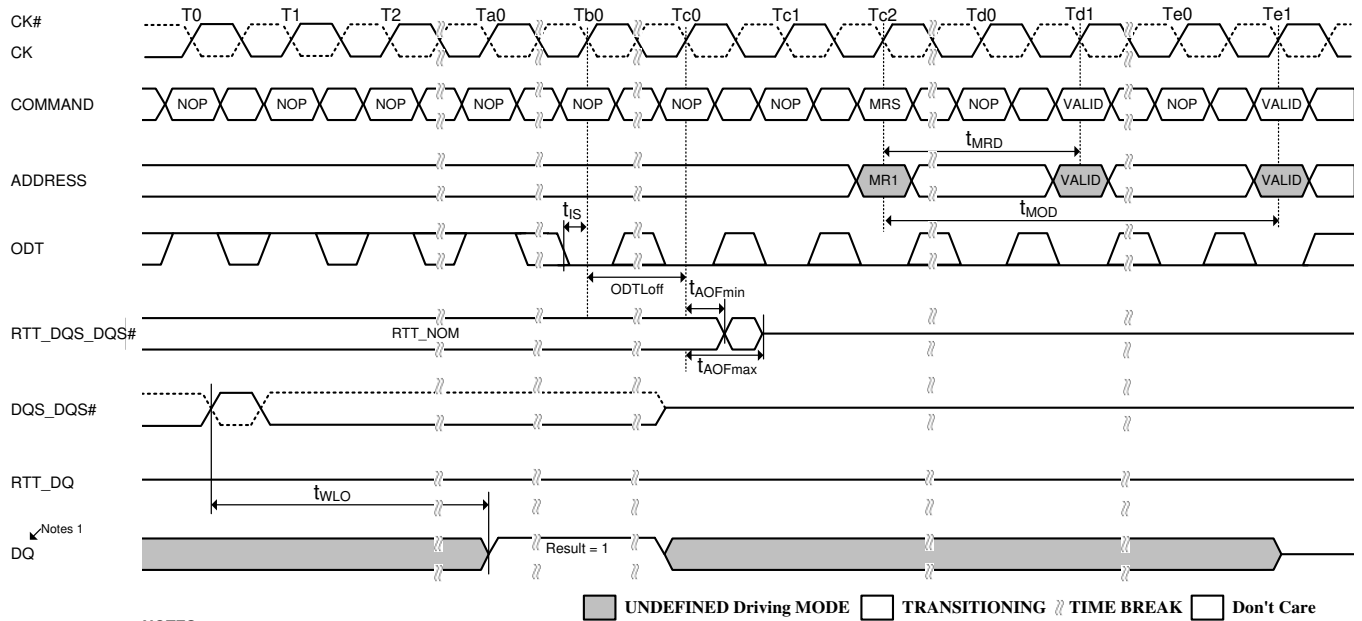 T0 T1 T2 Ta0 Tb0 Tc0 Tc1 Tc2 Td0 Td1 Te0 Te1
CK#
CK
COMMAND NOP NOP NOP NOP NOP NOP NOP MRS NOP VALID NOP VALID
tMRD
ADDRESS MR1 VALID VALID
tIS tMOD
ODT
ODTLoff
tAOFmin
RTT_DQS_DQS# RTT_NOM
tAOFmax
DQS_DQS#
RTT_DQ
tWLO
Notes 1
DQ Result = 1
UNDEFINED Driving MODE TRANSITIONING TIME BREAK Don't Care